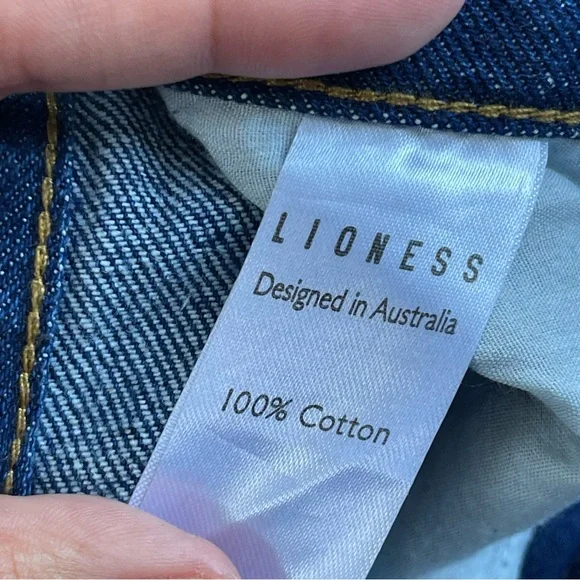 LIONESS
Designed in Australia
100% Cotton